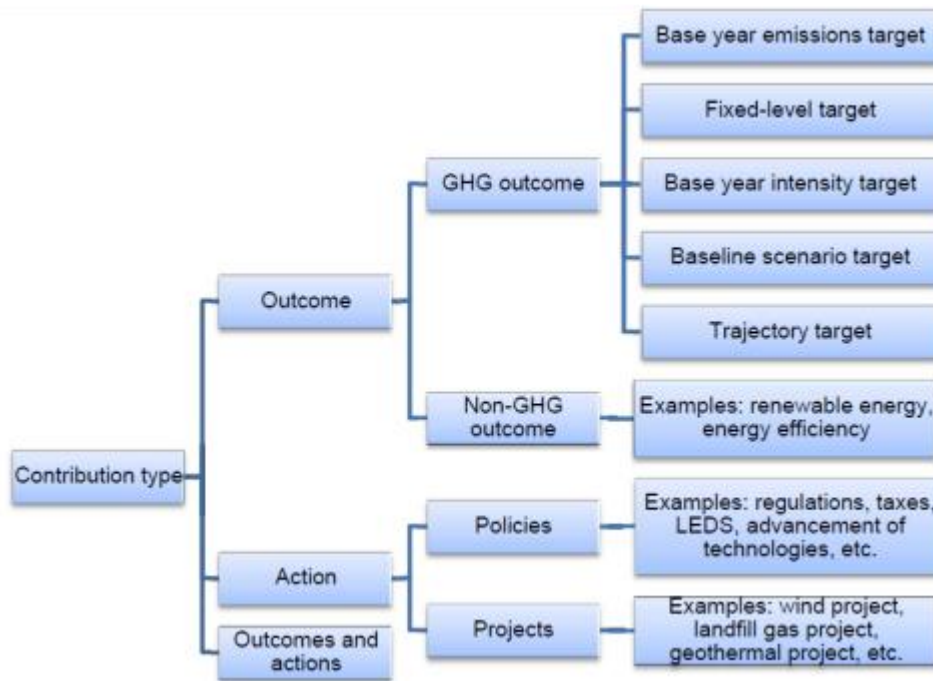 Base year emissions target
Fixed-level target
GHG outcome
Base year intensity target
Baseline scenario target
Outcome
Trajectory target
Non-GHG
outcome
Examples: renewable energy,
energy efficiency
Contribution type
Policies
Examples: regulations, taxes,
LEDS, advancement of
technologies, etc.
Action
Projects
Examples: wind project,
landfill gas project,
geothermal project, etc.
Outcomes and
actions